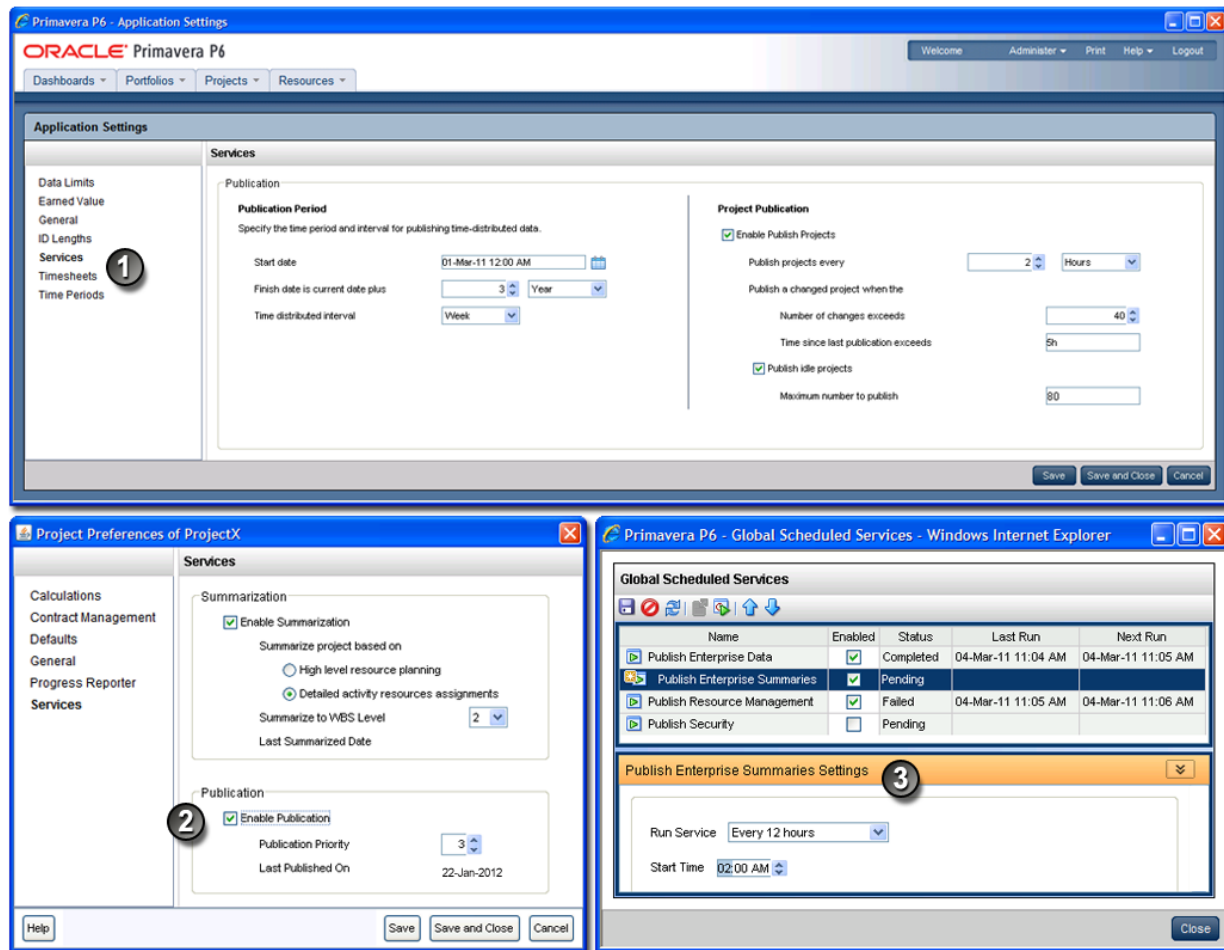 Primavera P6 - Application Settings
ORACLE Primavera P6
Welcome Administer Print Help Logout
Dashboards Portfolios Projects Resources
Application Settings
Services
Data Limits
Earned Value
General
ID Lengths
Services
Timesheets
Time Periods
1
Publication
Publication Period
Specify the time period and interval for publishing time-distributed data.
Start date 01-Mar-11 12:00 AM
Finish date is current date plus 3 Year
Time distributed interval Week
Project Publication
Enable Publish Projects
Publish projects every 2 Hours
Publish a changed project when the
Number of changes exceeds 40
Time since last publication exceeds 5h
Publish idle projects
Maximum number to publish 80
Save Save and Close Cancel
Project Preferences of ProjectX
Services
Calculations
Contract Management
Defaults
General
Progress Reporter
Services
Summarization
Enable Summarization
Summarize project based on
High level resource planning
Detailed activity resources assignments
Summarize to WBS Level 2
Last Summarized Date
Publication
2
Enable Publication
Publication Priority 3
Last Published On 22-Jan-2012
Help Save Save and Close Cancel
Primavera P6 - Global Scheduled Services - Windows Internet Explorer
Global Scheduled Services
Name Enabled Status Last Run Next Run
Publish Enterprise Data Completed 04-Mar-11 11:04 AM 04-Mar-11 11:05 AM
Publish Enterprise Summaries Pending
Publish Resource Management Failed 04-Mar-11 11:05 AM 04-Mar-11 11:06 AM
Publish Security Pending
Publish Enterprise Summaries Settings 3
Run Service Every 12 hours
Start Time 02:00 AM
Close